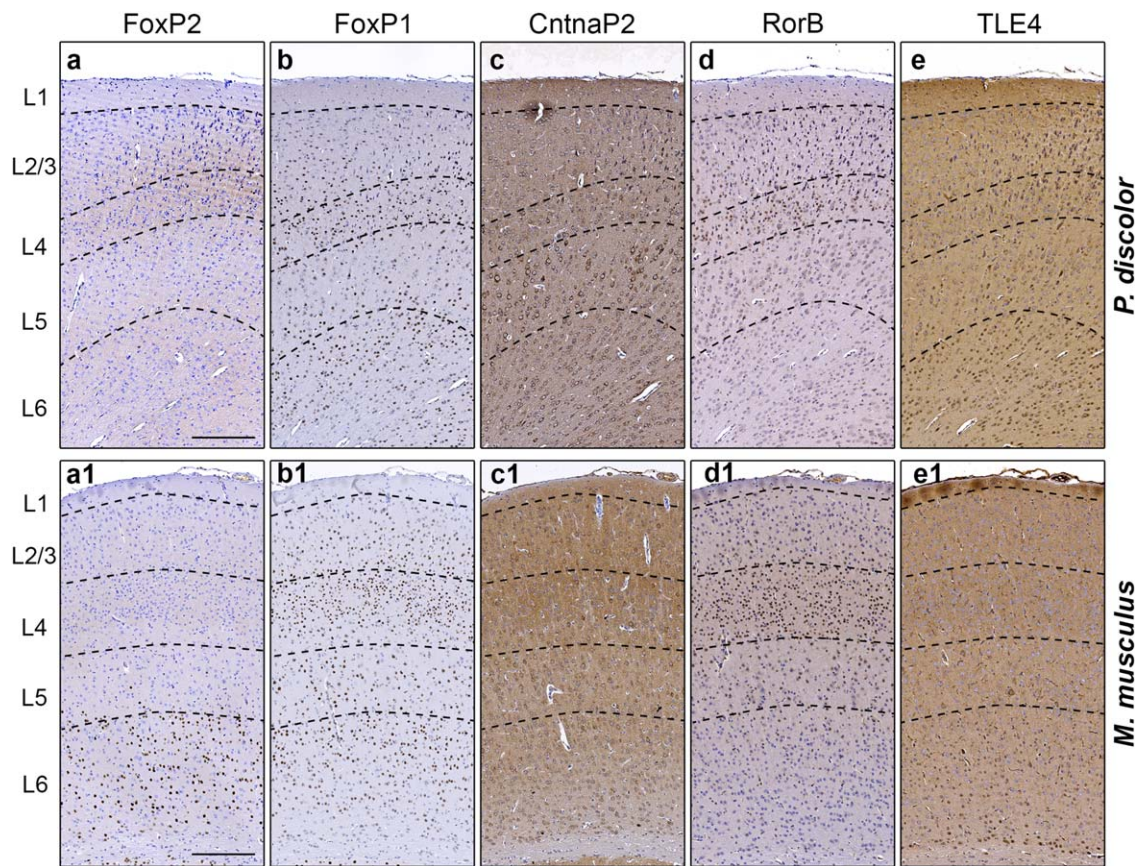 FoxP2 FoxP1 CntnaP2 RorB TLE4
a b c d e
L1
L2/3
L4
L5
L6
P. discolor
a1 b1 c1 d1 e1
L1
L2/3
L4
L5
L6
M. musculus